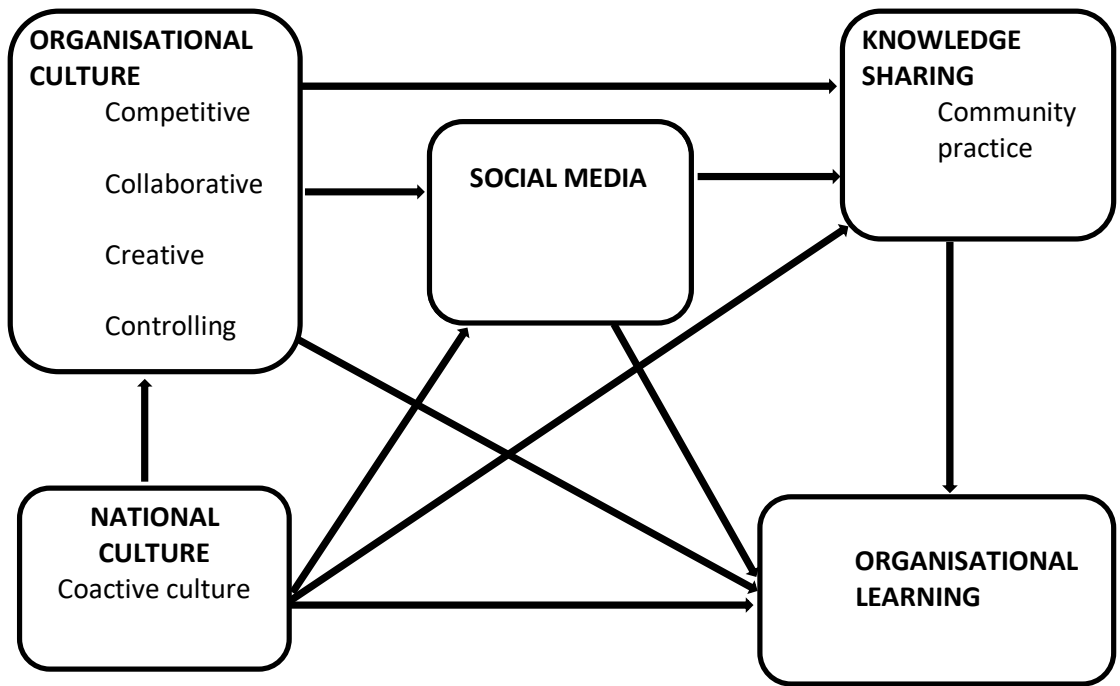 ORGANISATIONAL
CULTURE
Competitive
Collaborative
Creative
Controlling
SOCIAL MEDIA
KNOWLEDGE
SHARING
Community
practice
NATIONAL
CULTURE
Coactive culture
ORGANISATIONAL
LEARNING